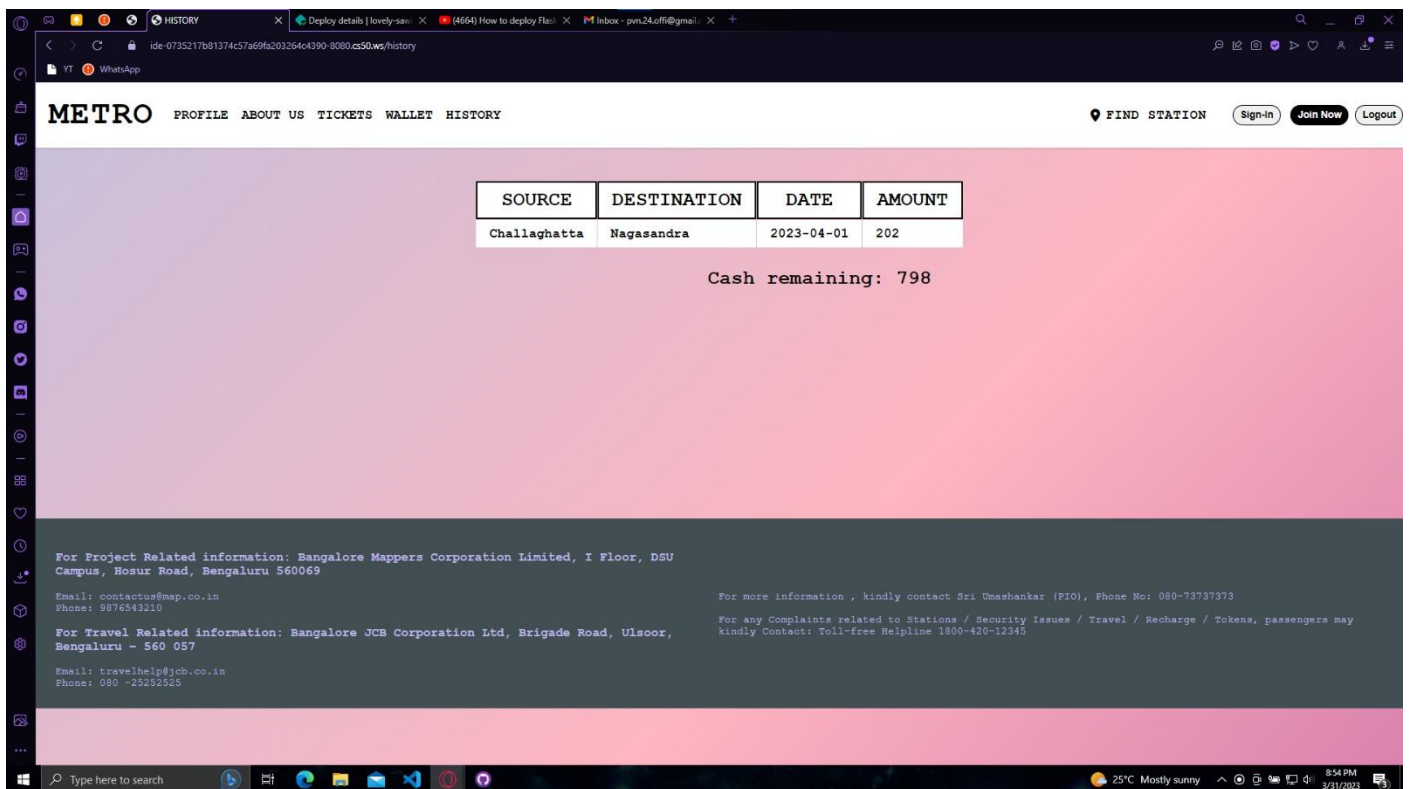 HISTORY
Deploy details | lovely-saw
(4664) How to deploy Flas
Inbox - pvn.24.offi@gmail.
ide-0735217b81374c57a69fa203264c4390-8080.cs50.ws/history
YT WhatsApp
METRO PROFILE ABOUT US TICKETS WALLET HISTORY FIND STATION Sign-In Join Now Logout
SOURCE DESTINATION DATE AMOUNT
Challaghatta Nagasandra 2023-04-01 202
Cash remaining: 798
For Project Related information: Bangalore Mappers Corporation Limited, I Floor, DSU
Campus, Hosur Road, Bengaluru 560069
Email: contactus@map.co.in
Phone: 9876543210
For Travel Related information: Bangalore JCB Corporation Ltd, Brigade Road, Ulsoor,
Bengaluru – 560 057
Email: travelhelp@jcb.co.in
Phone: 080 -25252525
For more information , kindly contact Sri Umashankar (PIO), Phone No: 080-73737373
For any Complaints related to Stations / Security Issues / Travel / Recharge / Tokens, passengers may
kindly Contact: Toll-free Helpline 1800-420-12345
Type here to search
25°C Mostly sunny
8:54 PM
3/31/2023